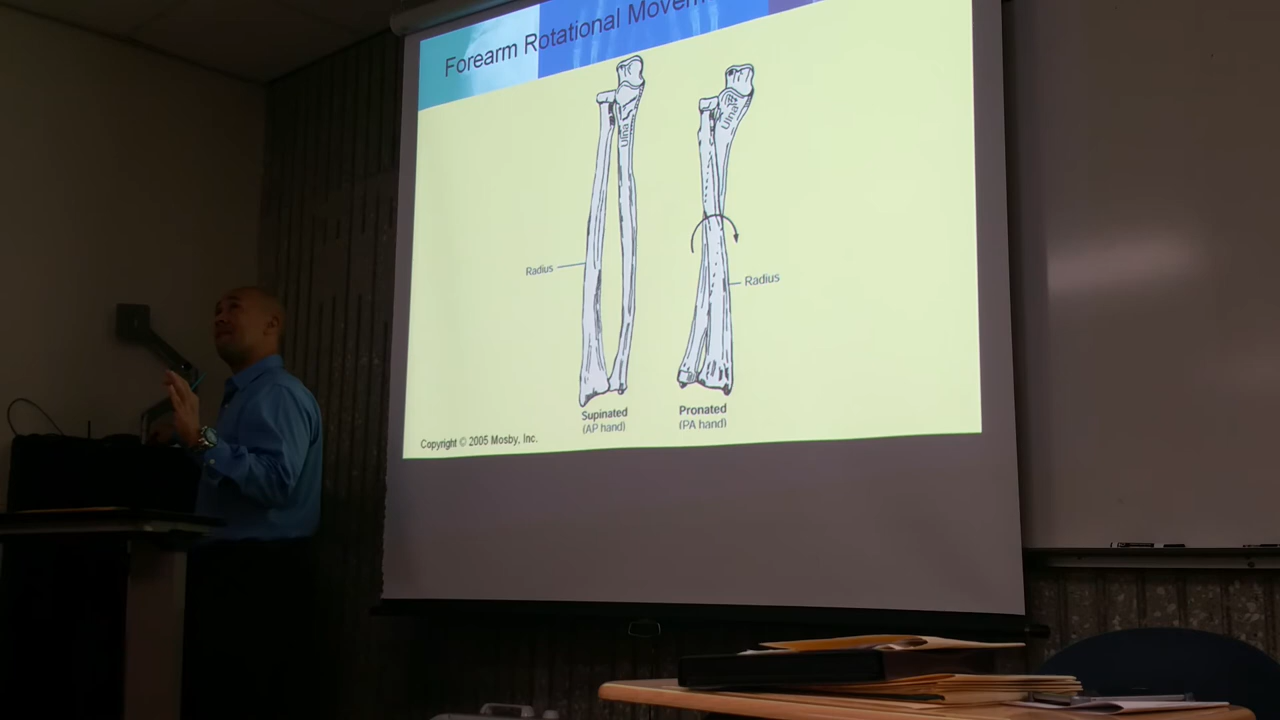 Forearm Rotational Movem
Ulna
Ulna
Radius
Radius
Supinated
(AP hand)
Pronated
(PA hand)
Copyright © 2005 Mosby, Inc.